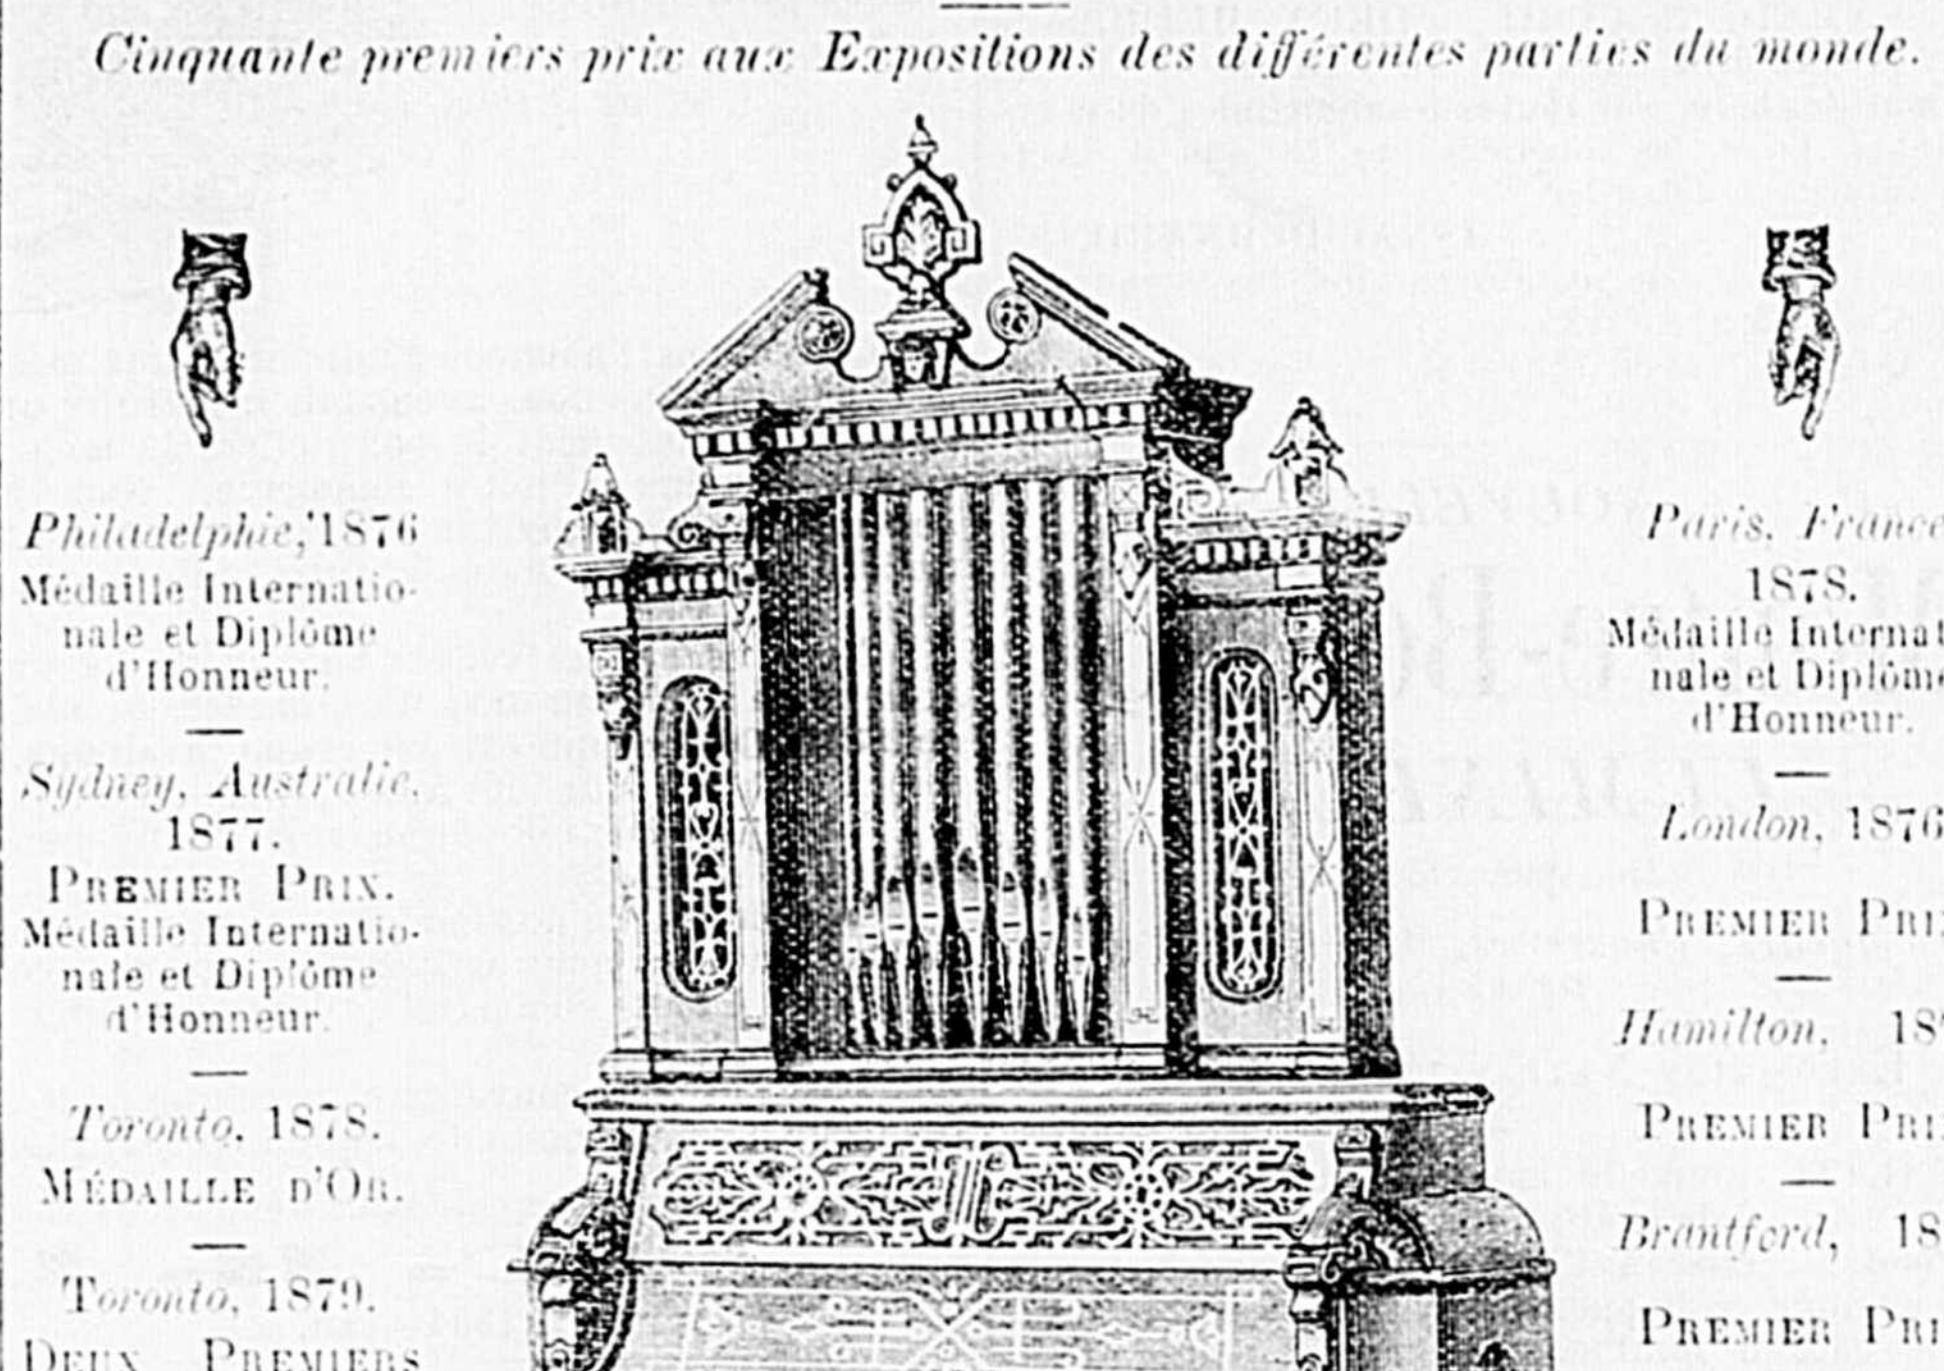 Cinquante premiers prix aux Expositions des différentes parties du monde.
Philadelphie, 1876
Médaille Internatio-
nale et Diplôme
d'Honneur.
Sydney, Australie,
1877.
PREMIER PRIX.
Médaille Internatio-
nale et Diplôme
d'Honneur.
Toronto, 1878.
MÉDAILLE D'OR.
Toronto, 1879.
DEUX PREMIERS
Paris, France
1878.
Médaille Internat
nale et Diplôme
d'Honneur.
London, 1876
PREMIER PRI
Hamilton, 18
PREMIER PRI
Brantford, 18
PREMIER PRI